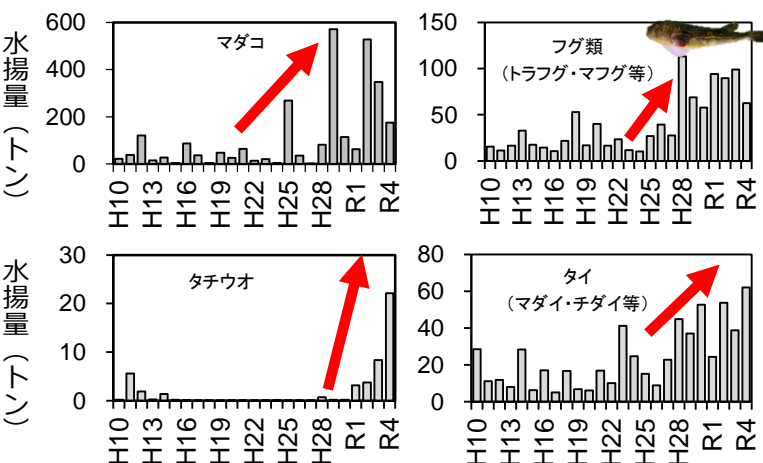 水揚量（トン）
600
400
200
0
マダコ
H10
H13
H16
H19
H22
H25
H28
R1
R4
150
100
50
0
フグ類
（トラフグ・マフグ等）
H10
H13
H16
H19
H22
H25
H28
R1
R4
水揚量（トン）
30
20
10
0
タチウオ
H10
H13
H16
H19
H22
H25
H28
R1
R4
80
60
40
20
0
タイ
（マダイ・チダイ等）
H10
H13
H16
H19
H22
H25
H28
R1
R4